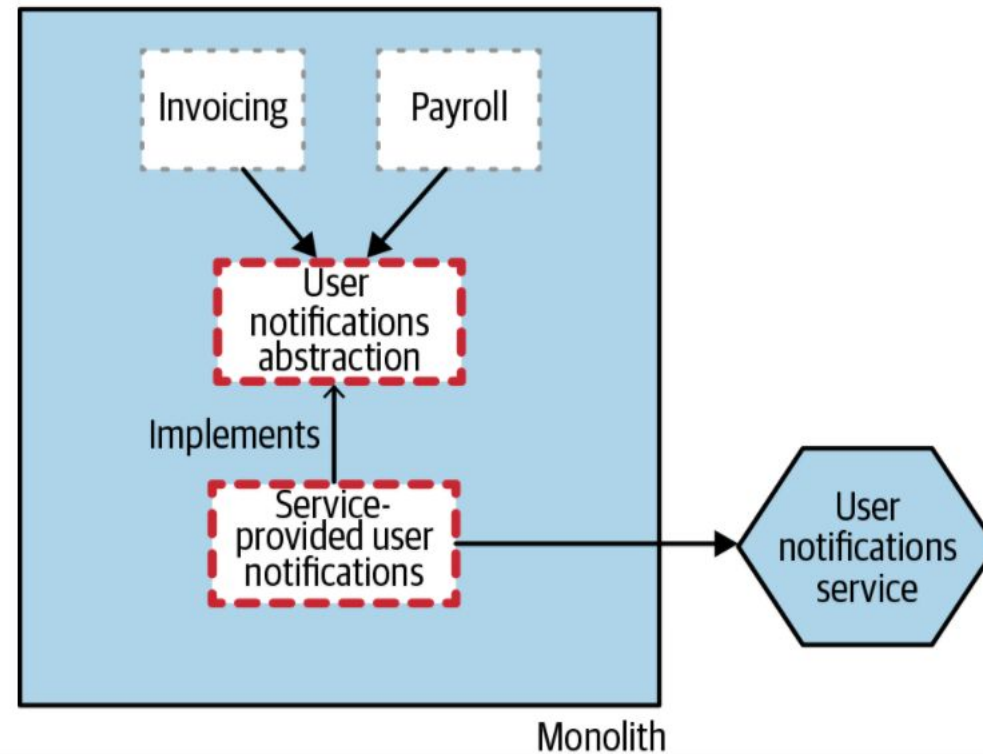 Invoicing
Payroll
User
notifications
abstraction
Implements
Service-
provided user
notifications
User
notifications
service
Monolith